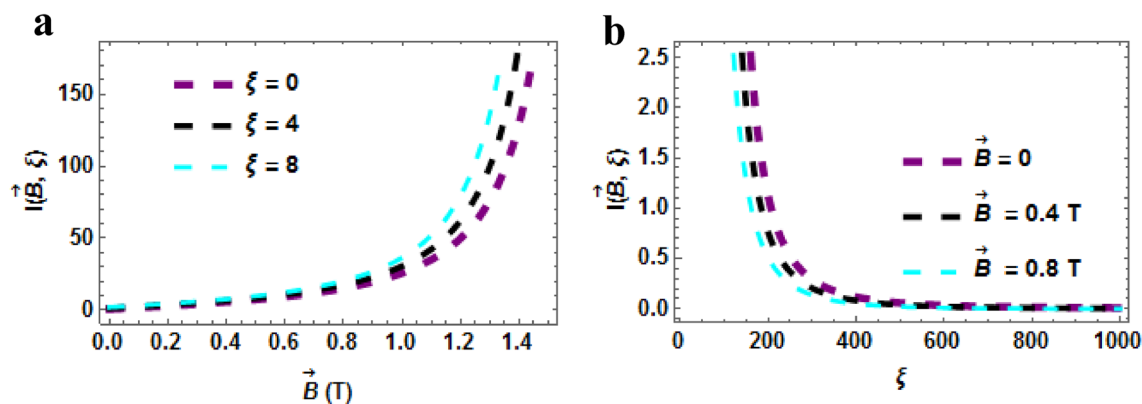 a
I(B⃗, ξ)
150
100
50
0
ξ = 0
ξ = 4
ξ = 8
0.0 0.2 0.4 0.6 0.8 1.0 1.2 1.4
B⃗ (T)
b
I(B⃗, ξ)
2.5
2.0
1.5
1.0
0.5
0.0
B⃗ = 0
B⃗ = 0.4 T
B⃗ = 0.8 T
0 200 400 600 800 1000
ξ